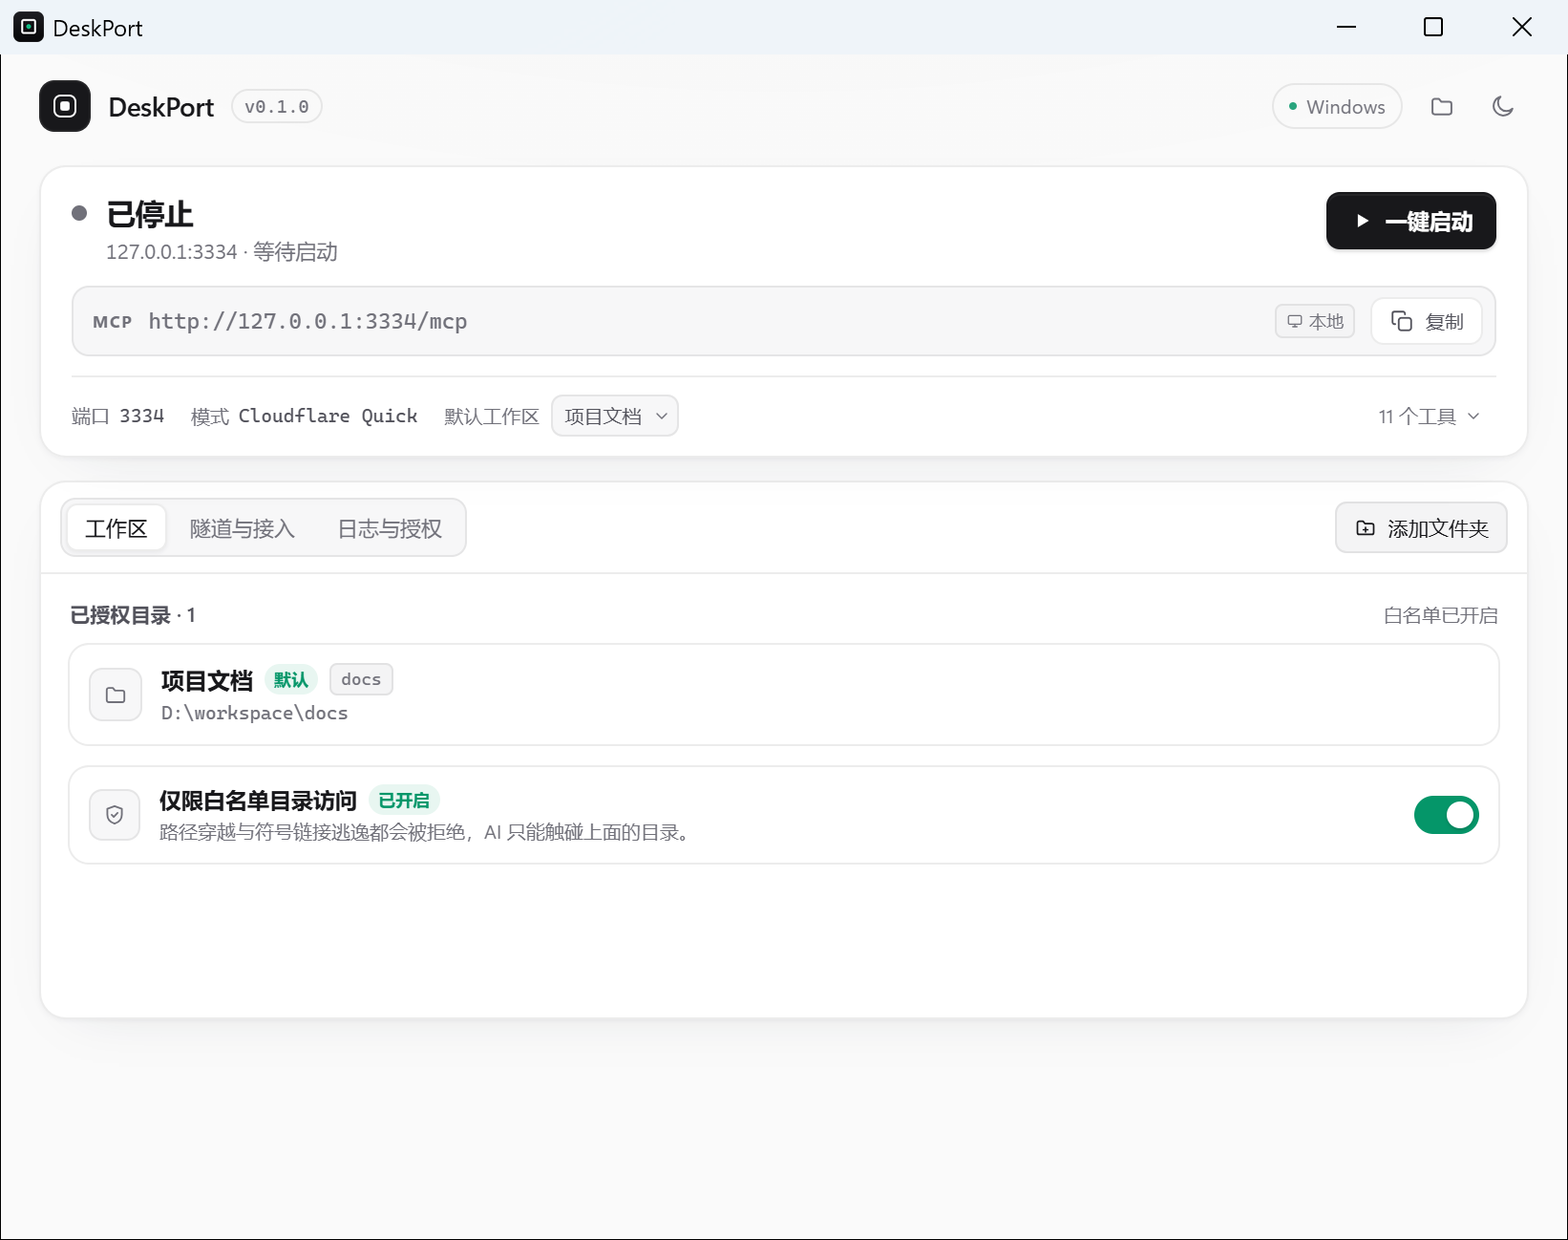 DeskPort
DeskPort v0.1.0 Windows
已停止
127.0.0.1:3334 · 等待启动
一键启动
MCP http://127.0.0.1:3334/mcp 本地 复制
端口 3334 模式 Cloudflare Quick 默认工作区 项目文档 11 个工具
工作区 隧道与接入 日志与授权 添加文件夹
已授权目录 · 1 白名单已开启
项目文档 默认 docs
D:\workspace\docs
仅限白名单目录访问 已开启
路径穿越与符号链接逃逸都会被拒绝，AI 只能触碰上面的目录。